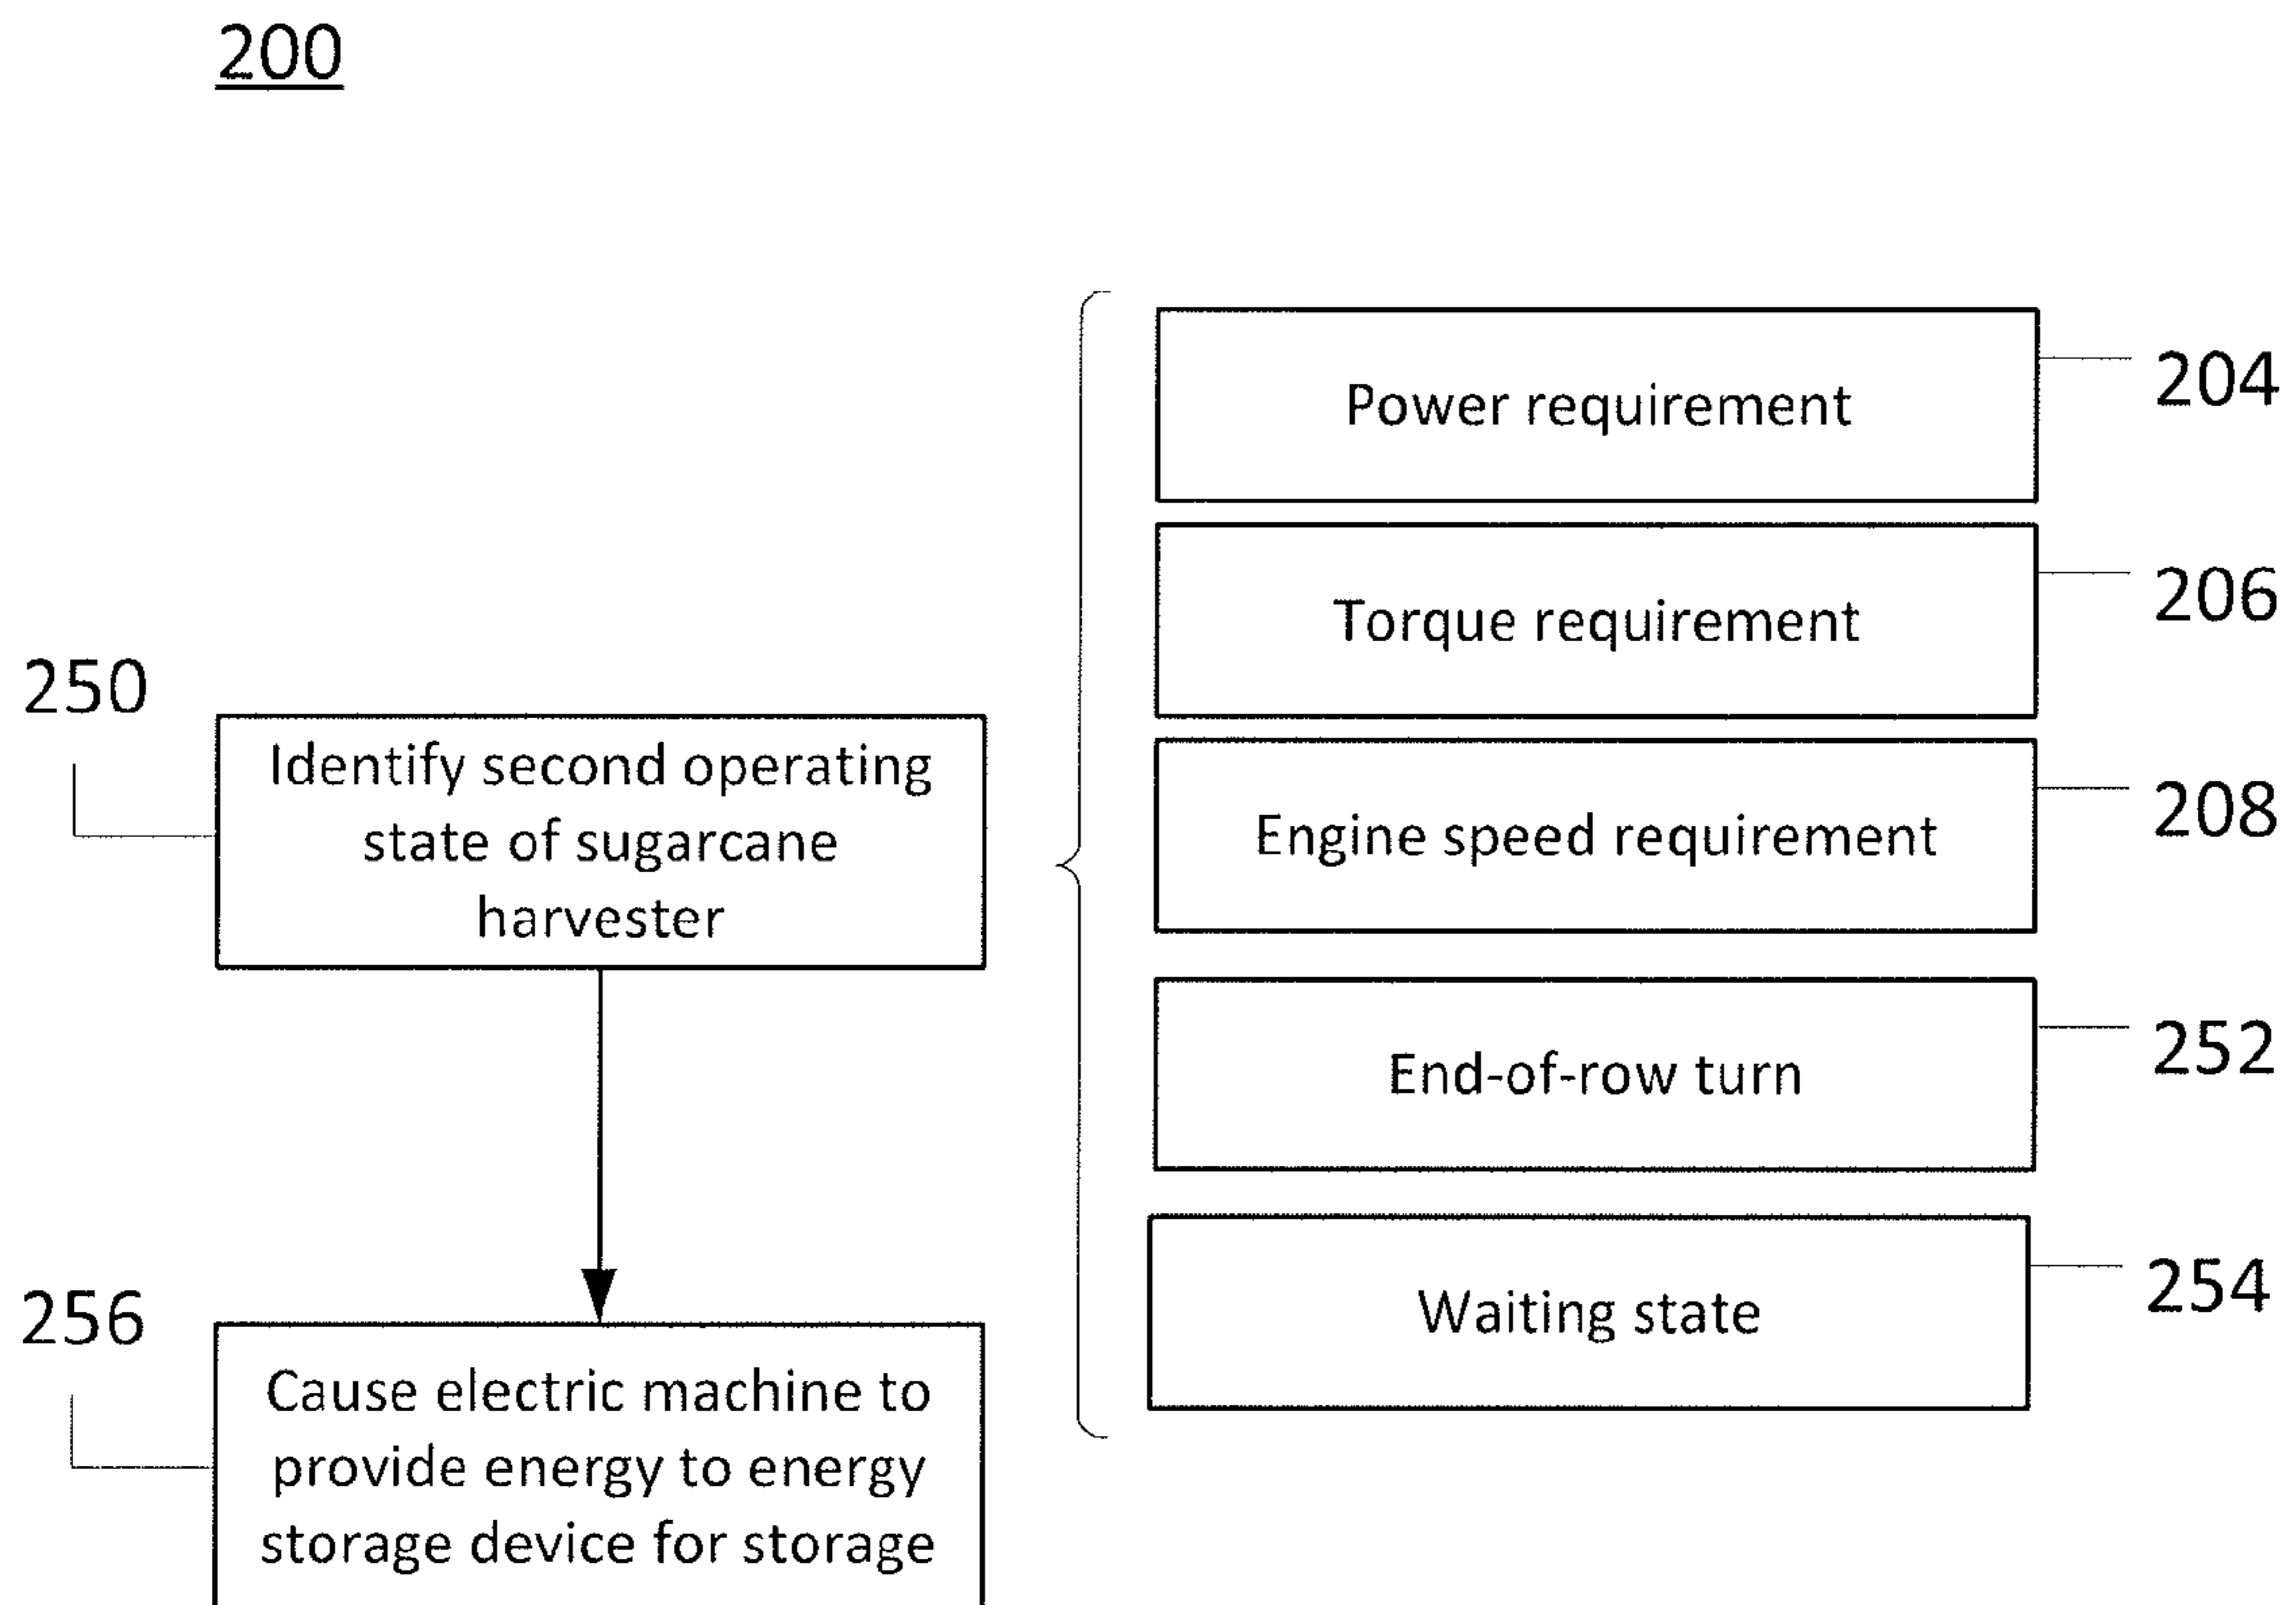 200
250
Identify second operating
state of sugarcane
harvester
256
Cause electric machine to
provide energy to energy
storage device for storage
Power requirement
204
Torque requirement
206
Engine speed requirement
208
End-of-row turn
252
Waiting state
254